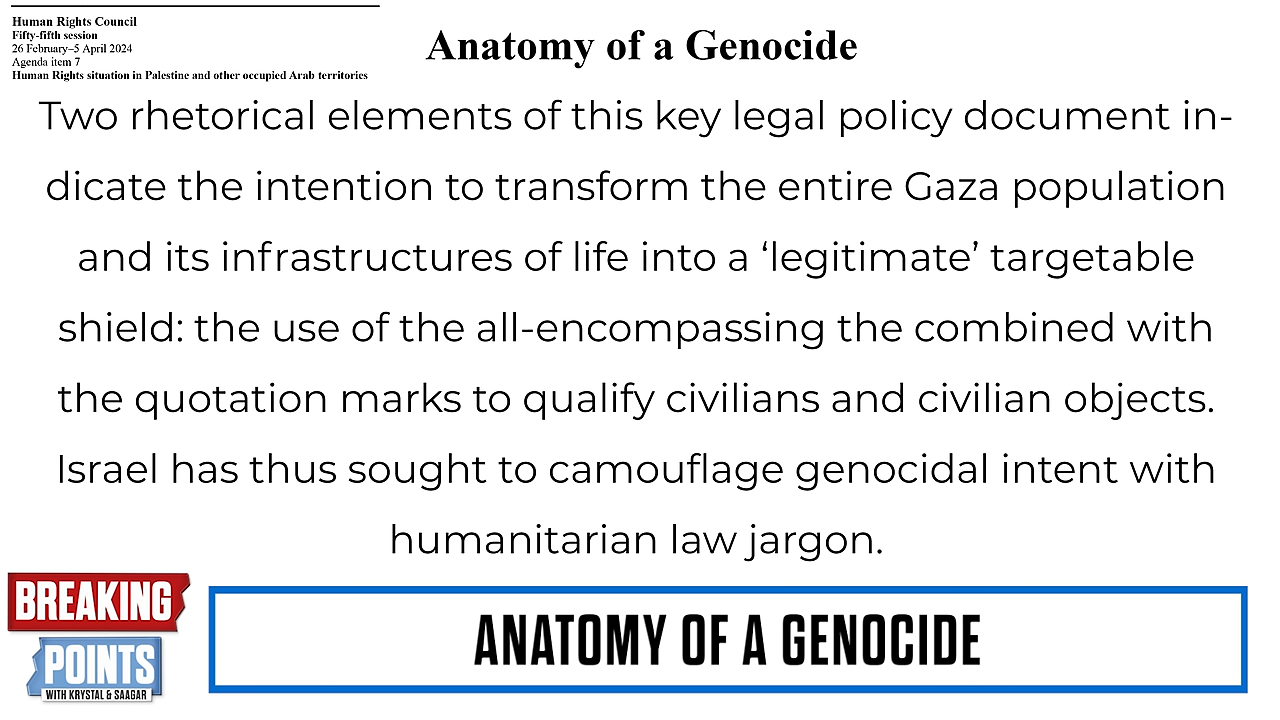 Human Rights Council
Fifty-fifth session
26 February–5 April 2024
Agenda item 7
Human Rights situation in Palestine and other occupied Arab territories
Anatomy of a Genocide
Two rhetorical elements of this key legal policy document in-
dicate the intention to transform the entire Gaza population
and its infrastructures of life into a ‘legitimate’ targetable
shield: the use of the all-encompassing the combined with
the quotation marks to qualify civilians and civilian objects.
Israel has thus sought to camouflage genocidal intent with
humanitarian law jargon.
BREAKING
POINTS
WITH KRYSTAL & SAAGAR
ANATOMY OF A GENOCIDE